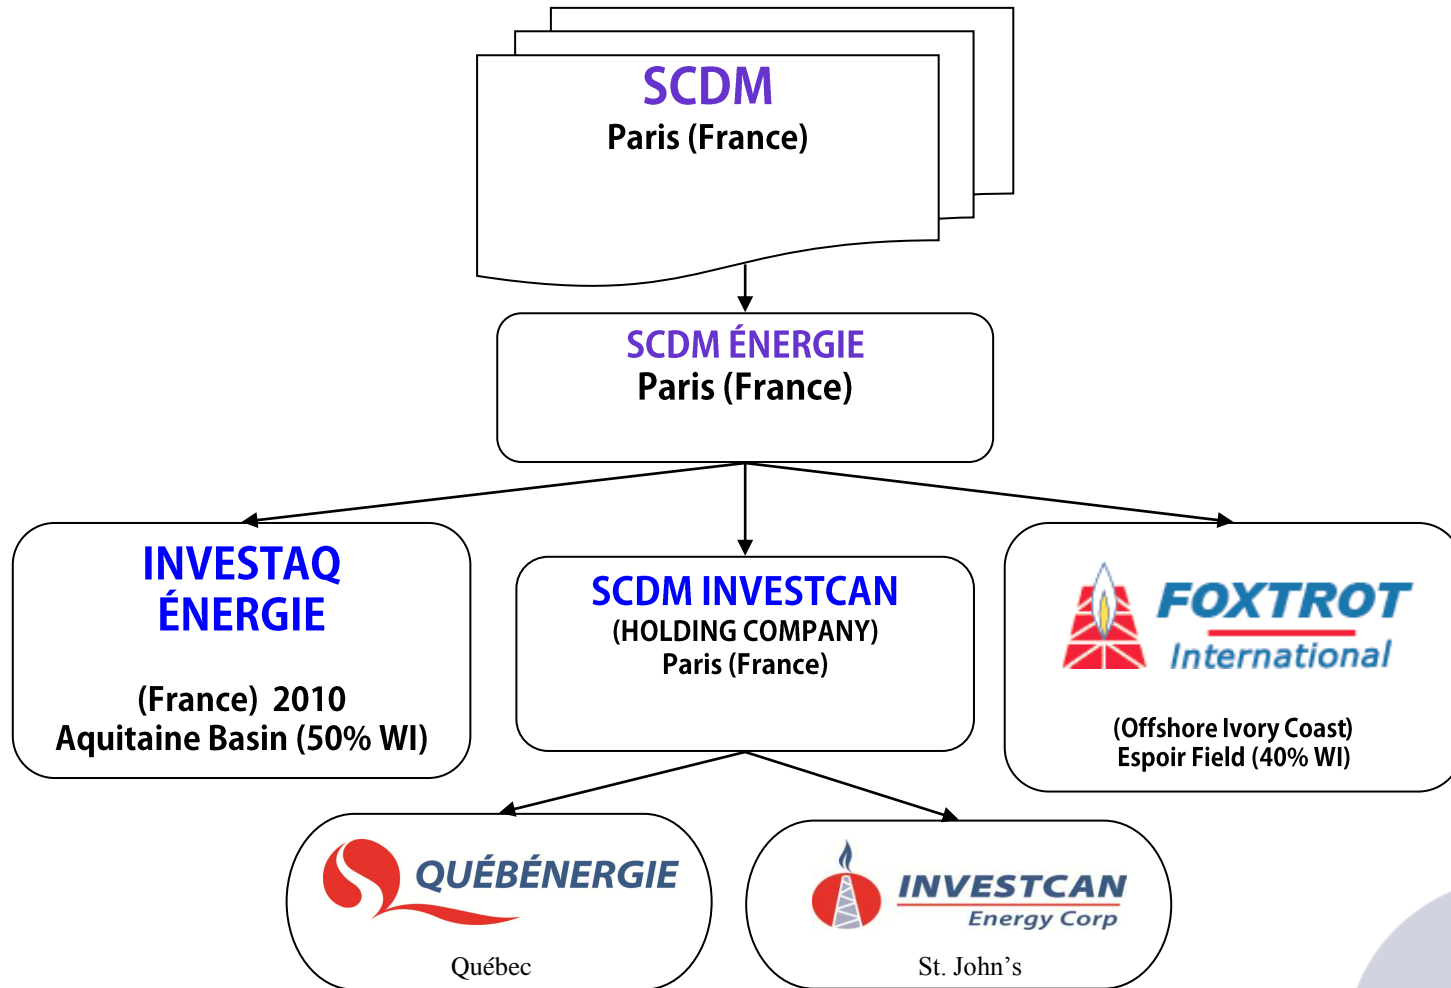 SCDM
Paris (France)
SCDM ÉNERGIE
Paris (France)
INVESTAQ
ÉNERGIE
(France) 2010
Aquitaine Basin (50% WI)
SCDM INVESTCAN
(HOLDING COMPANY)
Paris (France)
FOXTROT
International
(Offshore Ivory Coast)
Espoir Field (40% WI)
QUÉBÉNERGIE
Québec
INVESTCAN
Energy Corp
St. John’s